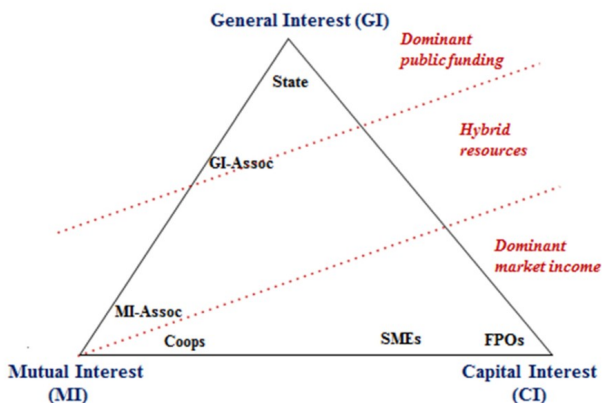 General Interest (GI)
Dominant
public funding
State
Hybrid
resources
GI-Assoc
Dominant
market income
MI-Assoc
Coops
SMEs
FPOs
Mutual Interest
(MI)
Capital Interest
(CI)